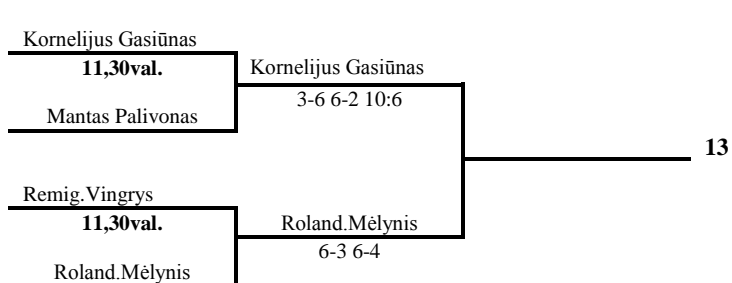 Kornelijus Gasiūnas
11,30val.
Kornelijus Gasiūnas
3-6 6-2 10:6
Mantas Palivonas
13
Remig.Vingrys
11,30val.
Roland.Mėlynis
6-3 6-4
Roland.Mėlynis